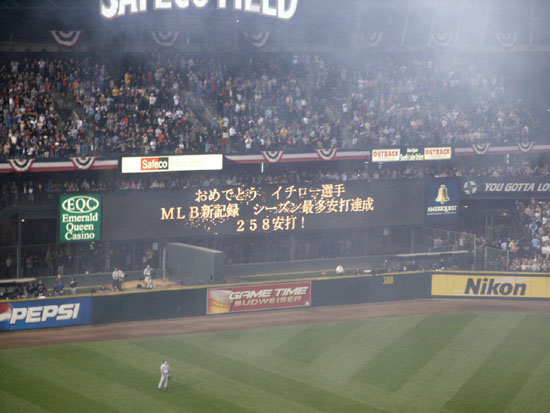 SAFECO FIELD
Safeco
OUTBACK
OUTBACK
EQC
EMERALD
QUEEN
CASINO
おめでとう イチロー選手
MLB新記録 シーズン最多安打達成
258安打！
AMERIQUEST
YOU GOTTA LO
PEPSI
GAME TIME
BUDWEISER
388
Nikon